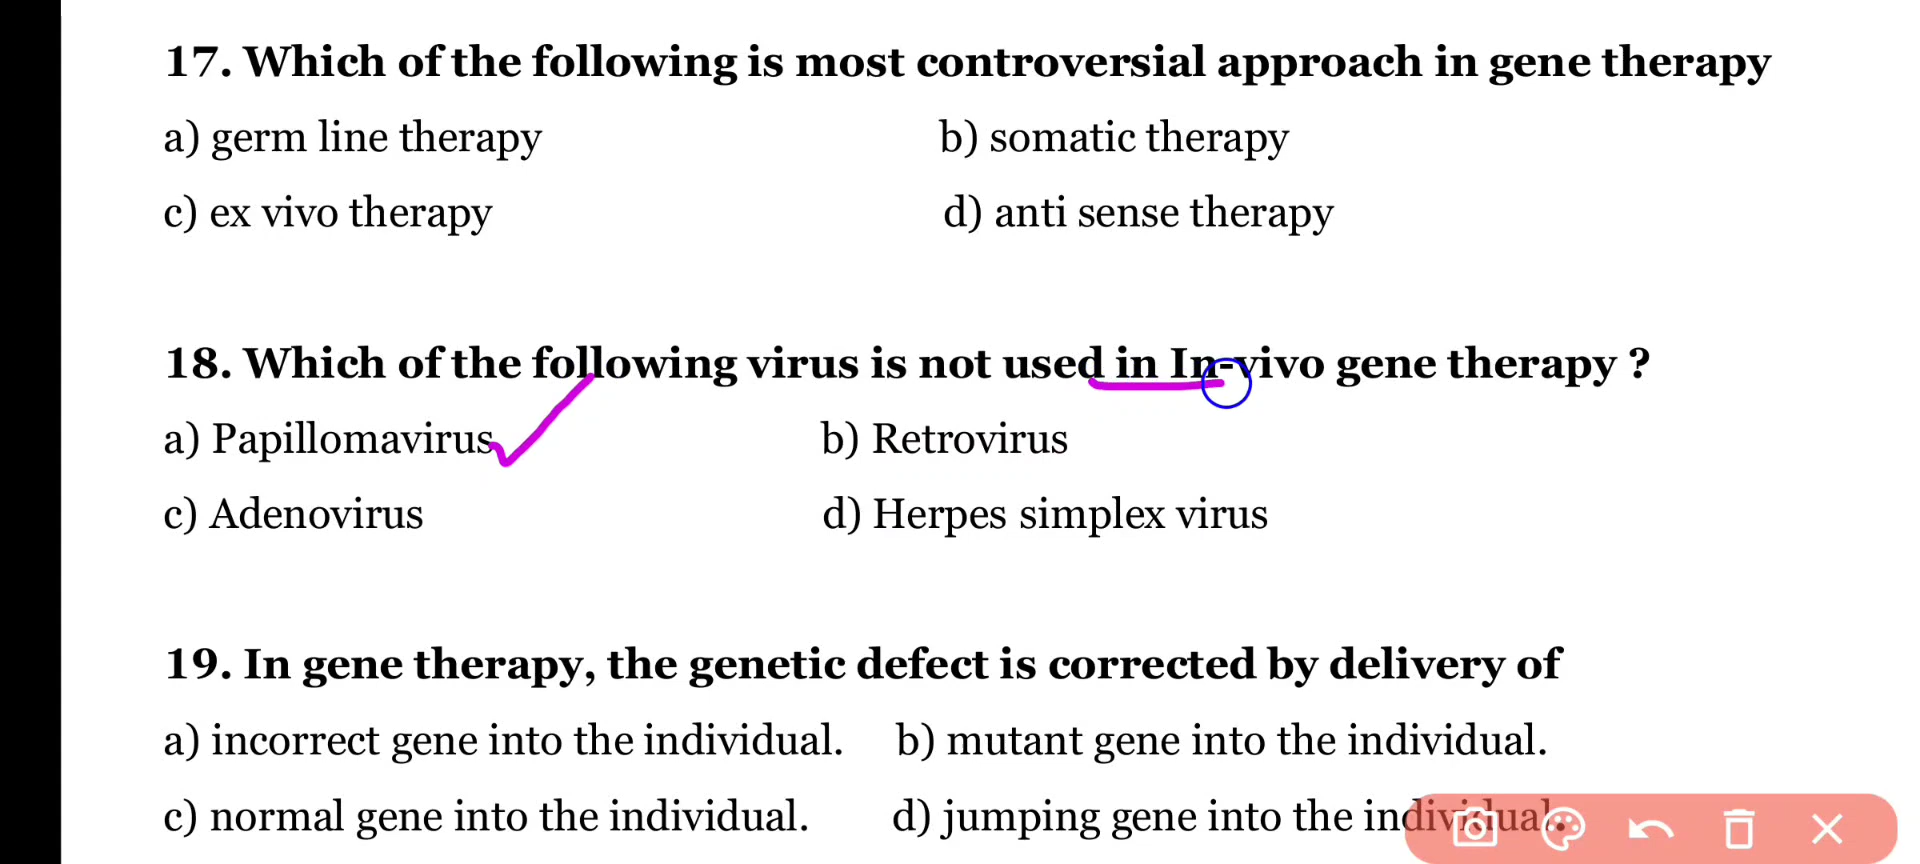 17. Which of the following is most controversial approach in gene therapy
a) germ line therapy b) somatic therapy
c) ex vivo therapy d) anti sense therapy
18. Which of the following virus is not used in In-vivo gene therapy ?
a) Papillomavirus b) Retrovirus
c) Adenovirus d) Herpes simplex virus
19. In gene therapy, the genetic defect is corrected by delivery of
a) incorrect gene into the individual. b) mutant gene into the individual.
c) normal gene into the individual. d) jumping gene into the individual.